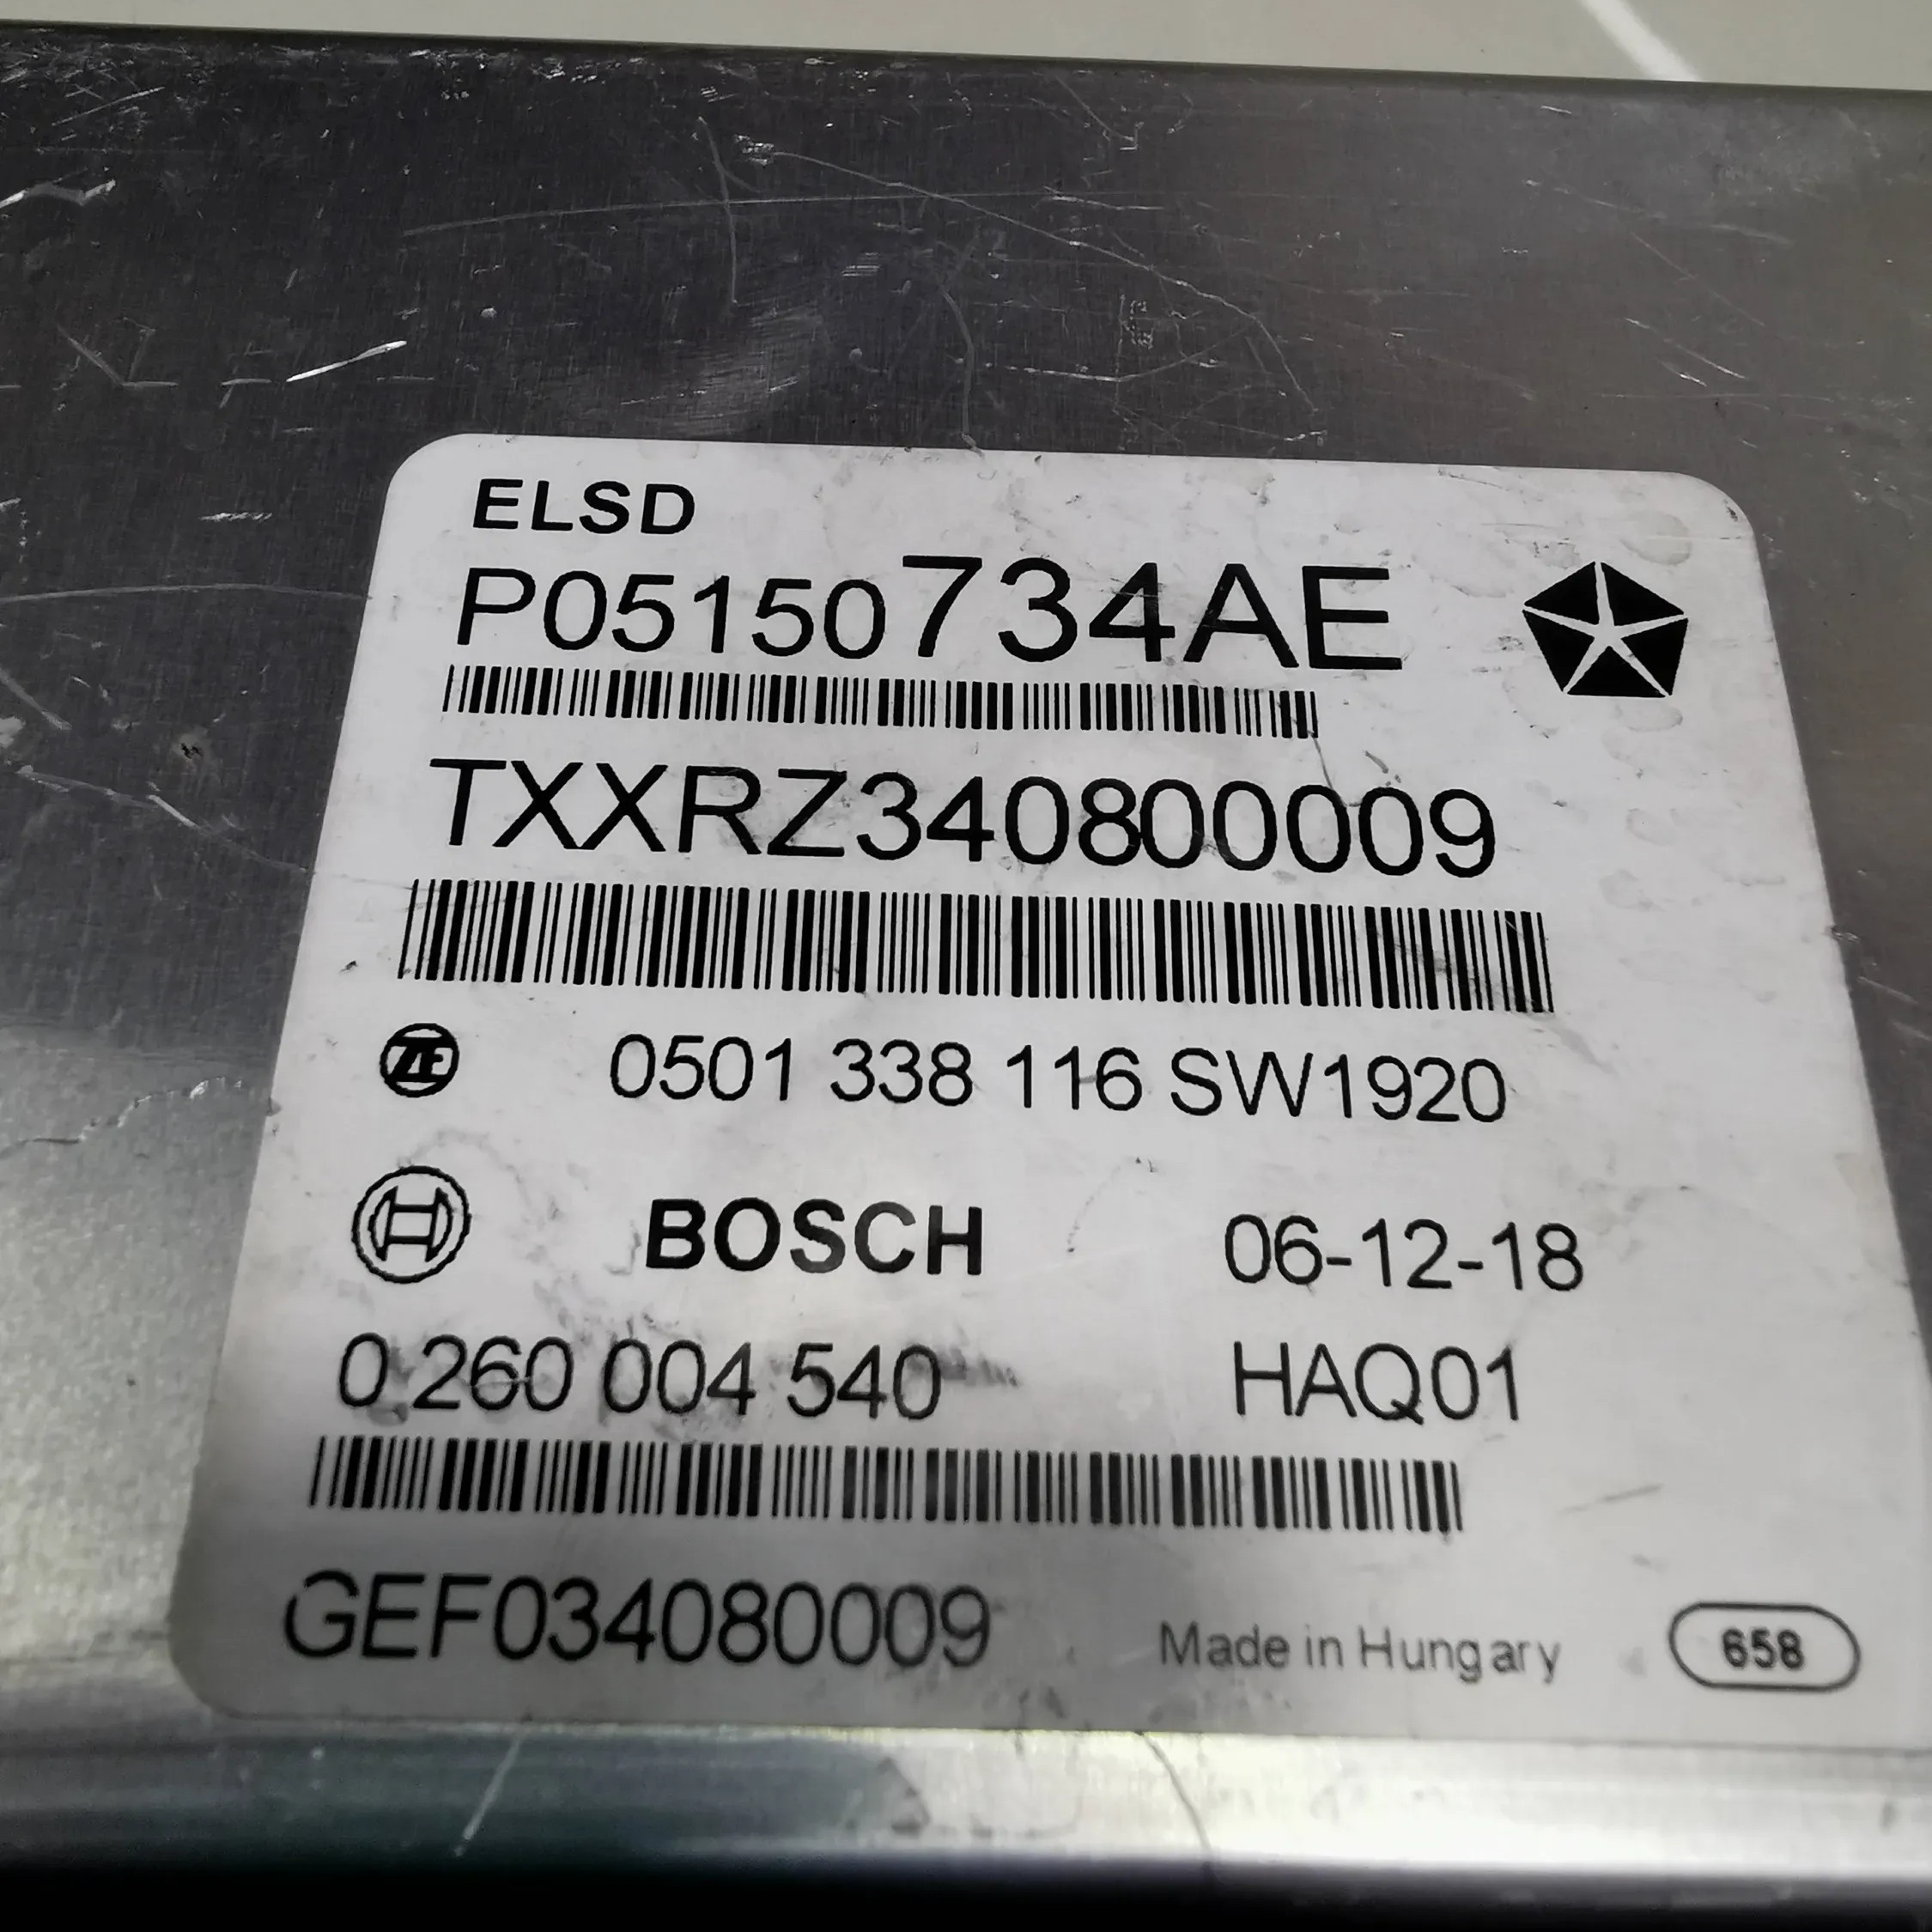 ELSD
P05150734AE
TXXRZ340800009
ZF 0501 338 116 SW1920
BOSCH 06-12-18
0 260 004 540 HAQ01
GEF034080009 Made in Hungary 658